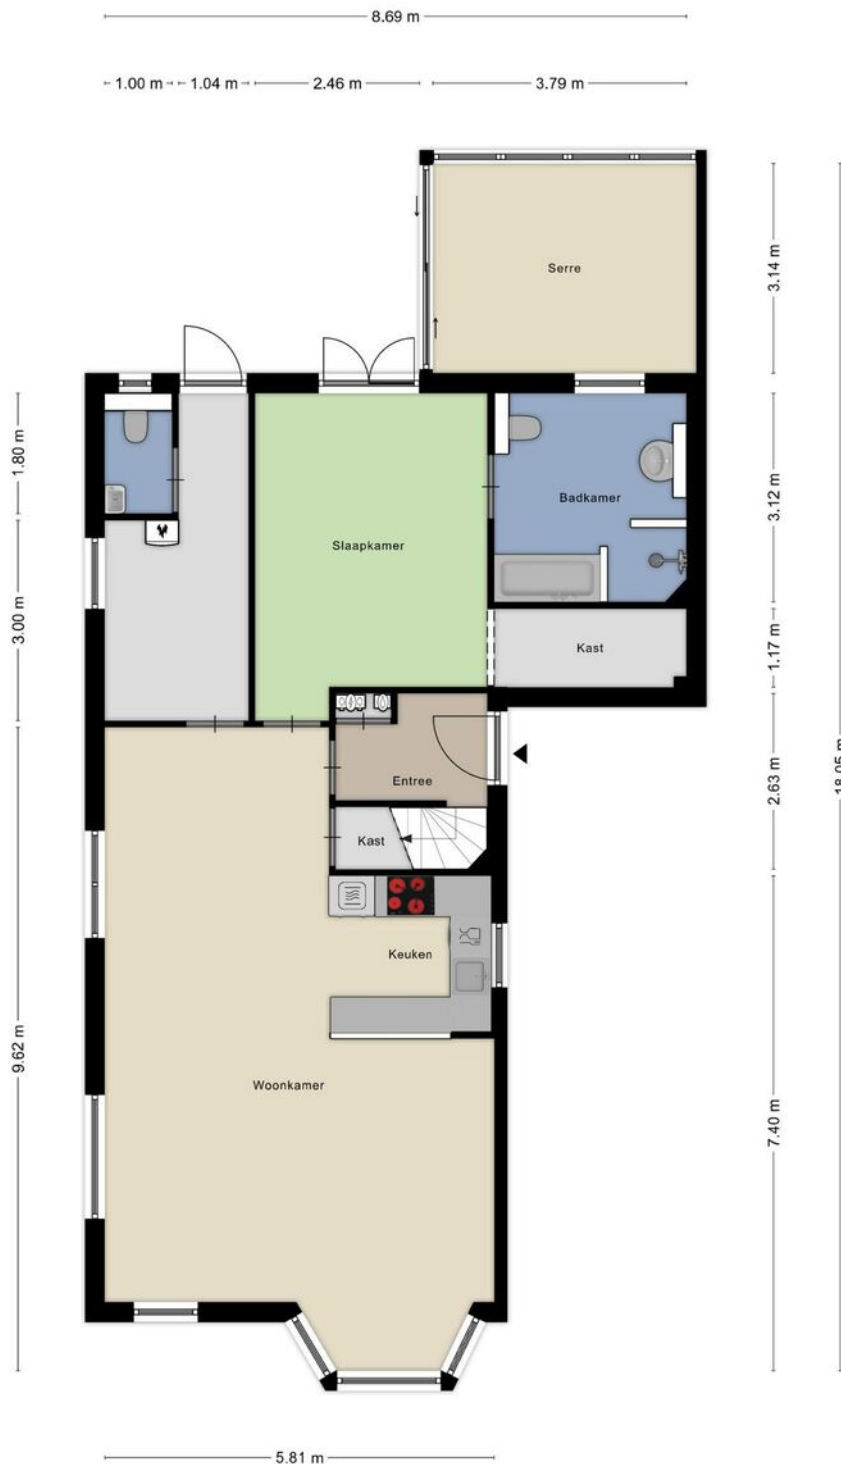 8.69 m
1.00 m
1.04 m
2.46 m
3.79 m
Serre
3.14 m
1.80 m
Slaapkamer
Badkamer
3.12 m
3.00 m
Kast
1.17 m
Entree
2.63 m
18.05 m
Kast
Keuken
9.62 m
Woonkamer
7.40 m
5.81 m